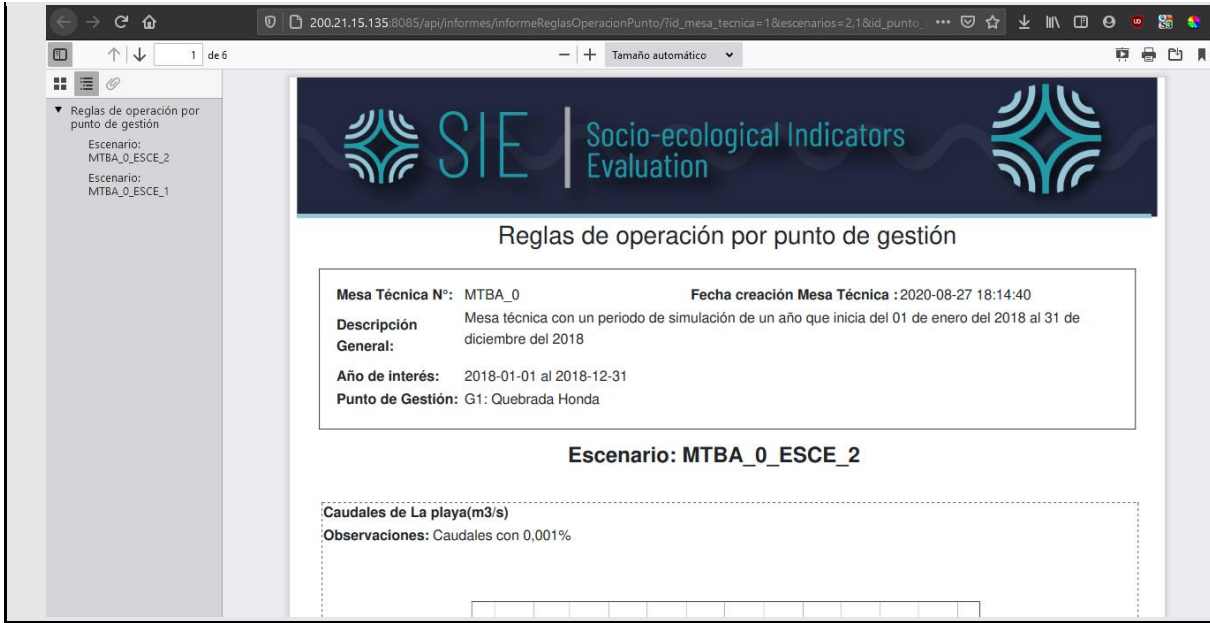 200.21.15.135:8085/api/informes/informeReglasOperacionPunto/?id_mesa_tecnica=1&escenarios=2,1&id_punto_
1 de 6
Tamaño automático
Reglas de operación por
punto de gestión
Escenario:
MTBA_0_ESCE_2
Escenario:
MTBA_0_ESCE_1
SIE
Socio-ecological Indicators
Evaluation
Reglas de operación por punto de gestión
Mesa Técnica N°: MTBA_0 Fecha creación Mesa Técnica : 2020-08-27 18:14:40
Descripción General: Mesa técnica con un periodo de simulación de un año que inicia del 01 de enero del 2018 al 31 de
diciembre del 2018
Año de interés: 2018-01-01 al 2018-12-31
Punto de Gestión: G1: Quebrada Honda
Escenario: MTBA_0_ESCE_2
Caudales de La playa(m3/s)
Observaciones: Caudales con 0,001%